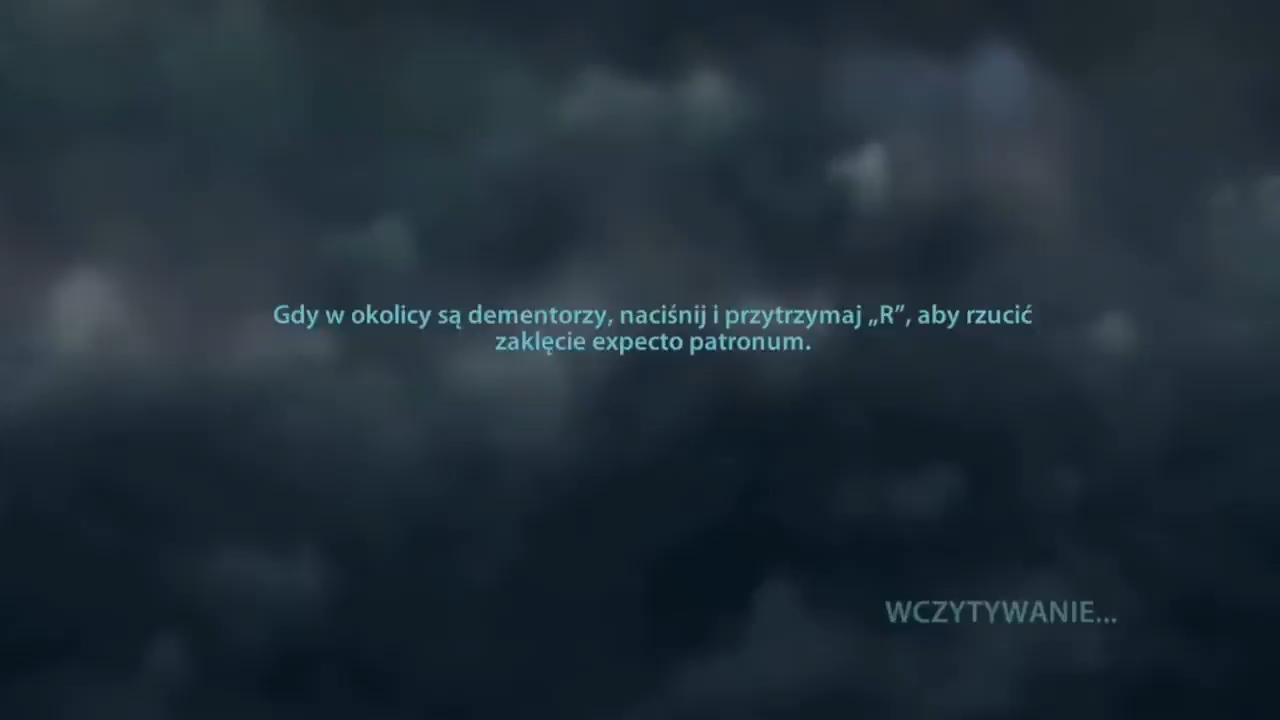 Gdy w okolicy są dementorzy, naciśnij i przytrzymaj „R”, aby rzucić
zaklęcie expecto patronum.
WCZYTYWANIE...